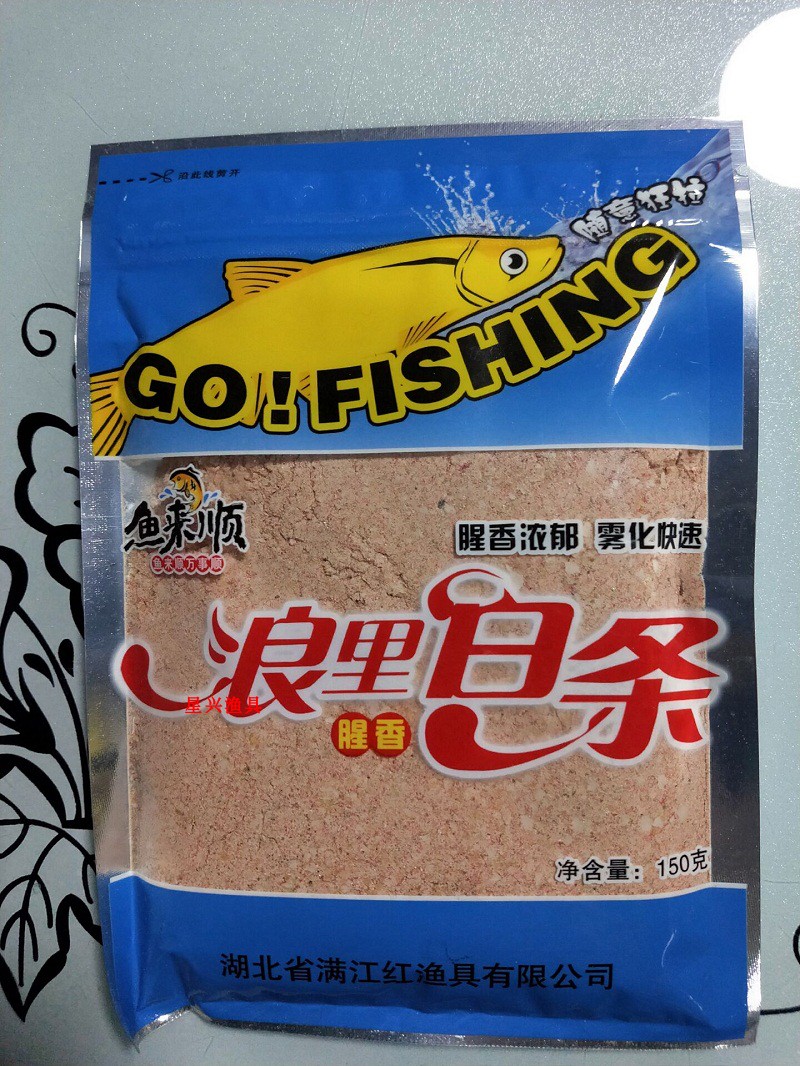 沿此线剪开
随意狂拉
GO!FISHING
鱼来顺
鱼来顺万事顺
腥香浓郁 雾化快速
浪里白条
星兴渔具
腥香
净含量：150克
湖北省满江红渔具有限公司